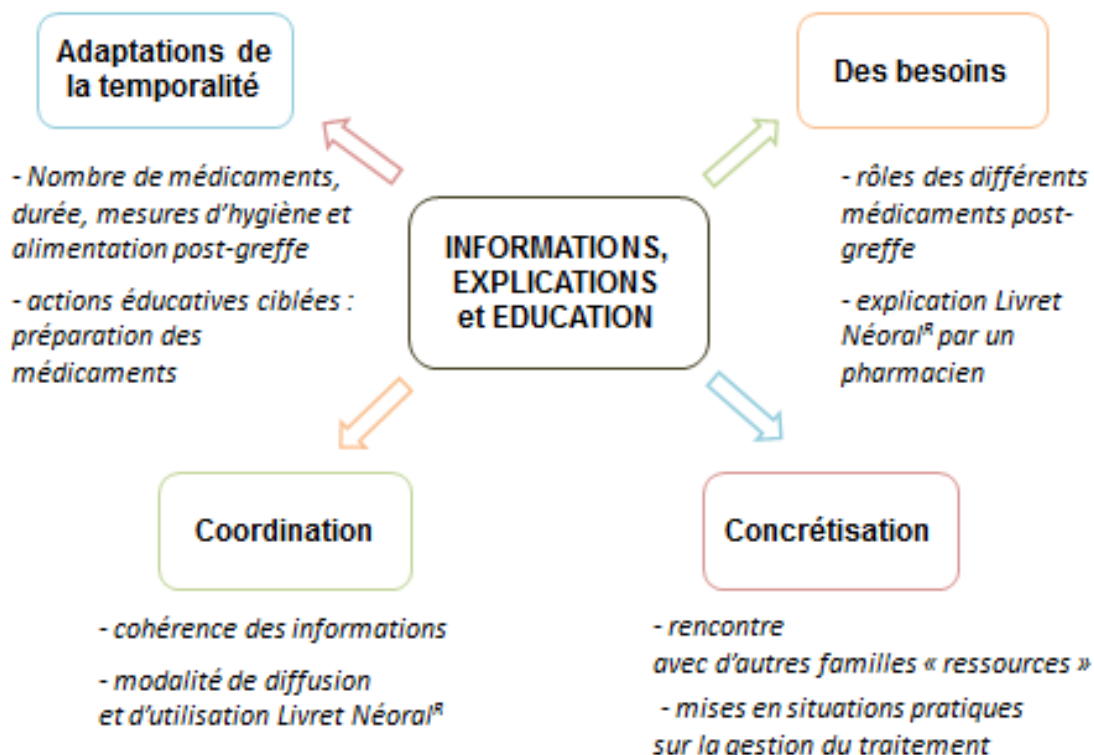 Adaptations de
la temporalité
- Nombre de médicaments,
durée, mesures d'hygiène et
alimentation post-greffe
- actions éducatives ciblées :
préparation des
médicaments
Des besoins
- rôles des différents
médicaments post-
greffe
- explication Livret
Néoralᴿ par un
pharmacien
INFORMATIONS,
EXPLICATIONS
et EDUCATION
Coordination
- cohérence des informations
- modalité de diffusion
et d'utilisation Livret Néoralᴿ
Concrétisation
- rencontre
avec d'autres familles « ressources »
- mises en situations pratiques
sur la gestion du traitement